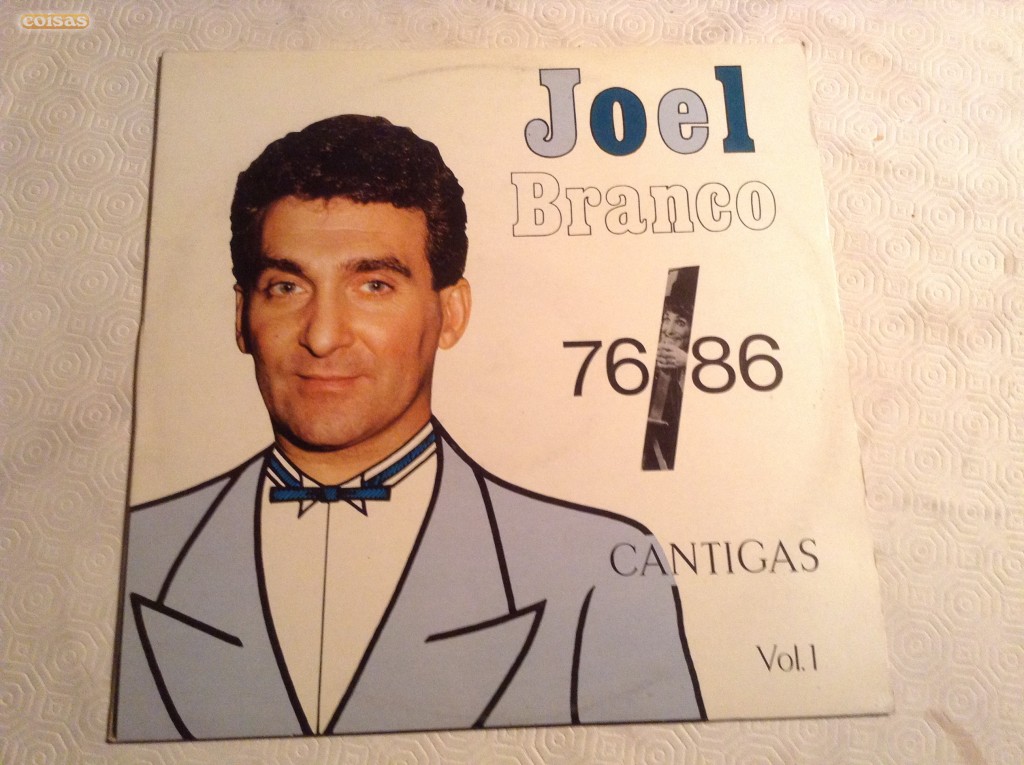 coisas
Joel
Branco
76/86
CANTIGAS
Vol.1